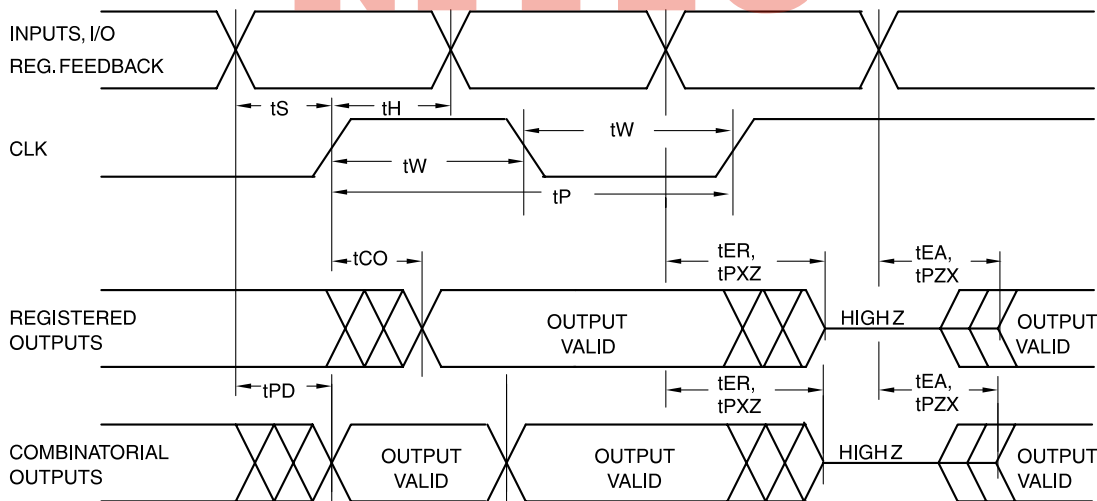 INPUTS, I/O
REG. FEEDBACK
tS
tH
CLK
tW
tW
tP
tCO
tER,
tPXZ
tEA,
tPZX
REGISTERED
OUTPUTS
OUTPUT
VALID
HIGH Z
OUTPUT
VALID
tPD
tER,
tPXZ
tEA,
tPZX
COMBINATORIAL
OUTPUTS
OUTPUT
VALID
OUTPUT
VALID
HIGH Z
OUTPUT
VALID